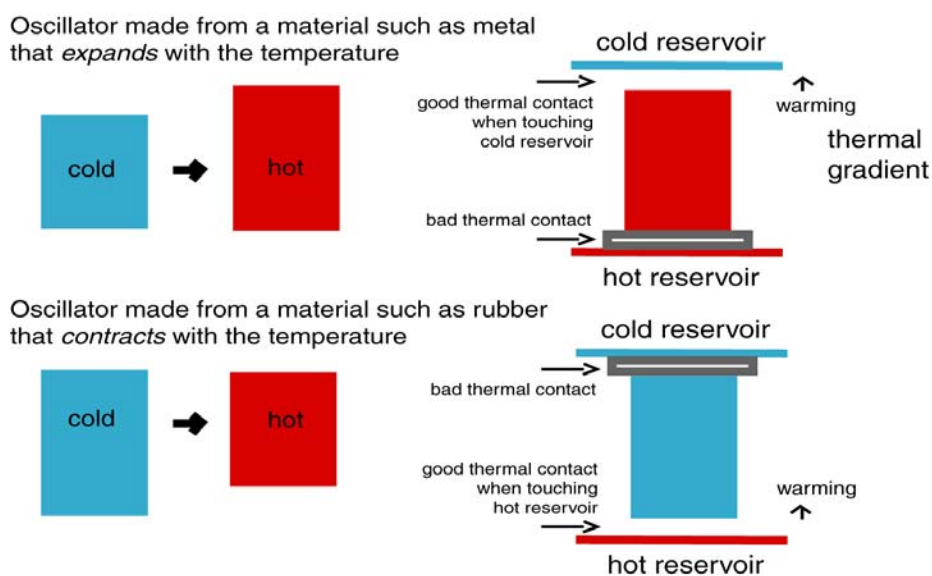 Oscillator made from a material such as metal
that expands with the temperature
cold
hot
cold reservoir
good thermal contact
when touching
cold reservoir
warming
thermal
gradient
bad thermal contact
hot reservoir
Oscillator made from a material such as rubber
that contracts with the temperature
cold
hot
cold reservoir
bad thermal contact
good thermal contact
when touching
hot reservoir
warming
hot reservoir